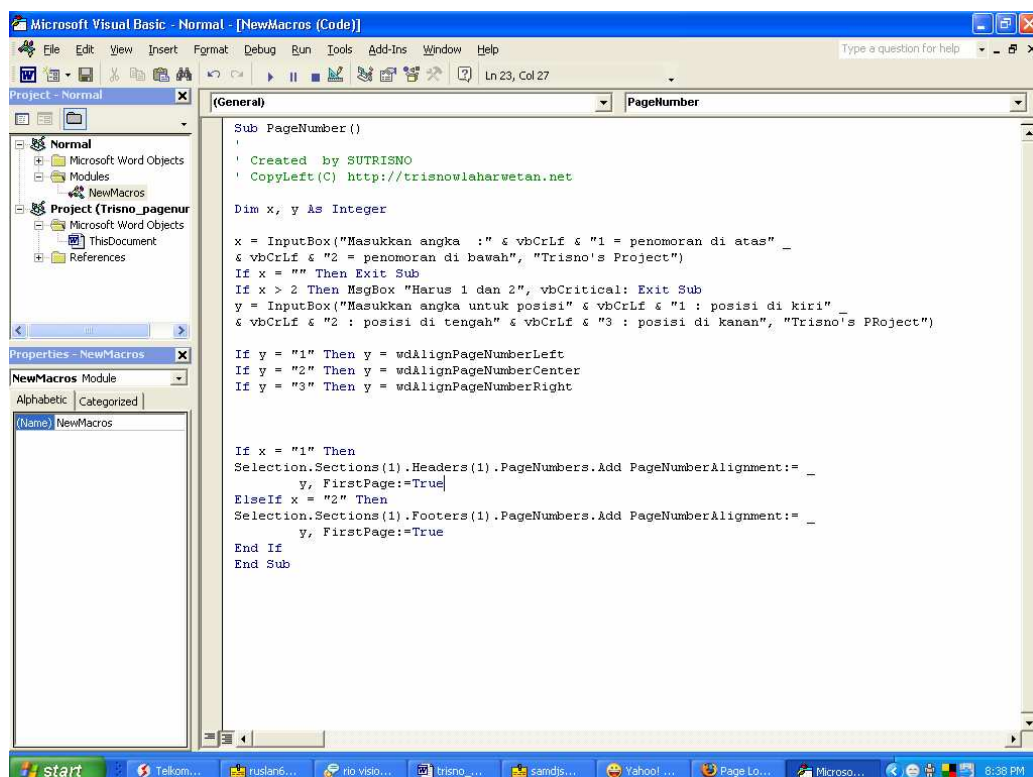 Microsoft Visual Basic - Normal - [NewMacros (Code)]
File Edit View Insert Format Debug Run Tools Add-Ins Window Help
Type a question for help
Ln 23, Col 27
Project - Normal
(General)
PageNumber
Normal
Microsoft Word Objects
Modules
NewMacros
Project (Trisno_pagenur
Microsoft Word Objects
ThisDocument
References
Properties - NewMacros
NewMacros Module
Alphabetic Categorized
(Name) NewMacros
Sub PageNumber()
'
' Created by SUTRISNO
' CopyLeft(C) http://trisnowlaharwetan.net
Dim x, y As Integer
x = InputBox("Masukkan angka :" & vbCrLf & "1 = penomoran di atas" _
& vbCrLf & "2 = penomoran di bawah", "Trisno's Project")
If x = "" Then Exit Sub
If x > 2 Then MsgBox "Harus 1 dan 2", vbCritical: Exit Sub
y = InputBox("Masukkan angka untuk posisi" & vbCrLf & "1 : posisi di kiri" _
& vbCrLf & "2 : posisi di tengah" & vbCrLf & "3 : posisi di kanan", "Trisno's PRoject")
If y = "1" Then y = wdAlignPageNumberLeft
If y = "2" Then y = wdAlignPageNumberCenter
If y = "3" Then y = wdAlignPageNumberRight
If x = "1" Then
Selection.Sections(1).Headers(1).PageNumbers.Add PageNumberAlignment:= _
y, FirstPage:=True
ElseIf x = "2" Then
Selection.Sections(1).Footers(1).PageNumbers.Add PageNumberAlignment:= _
y, FirstPage:=True
End If
End Sub
start Telkom... ruslan6... rio visio... trisno_... samdjs... Yahoo! ... Page Lo... Microso... 8:38 PM